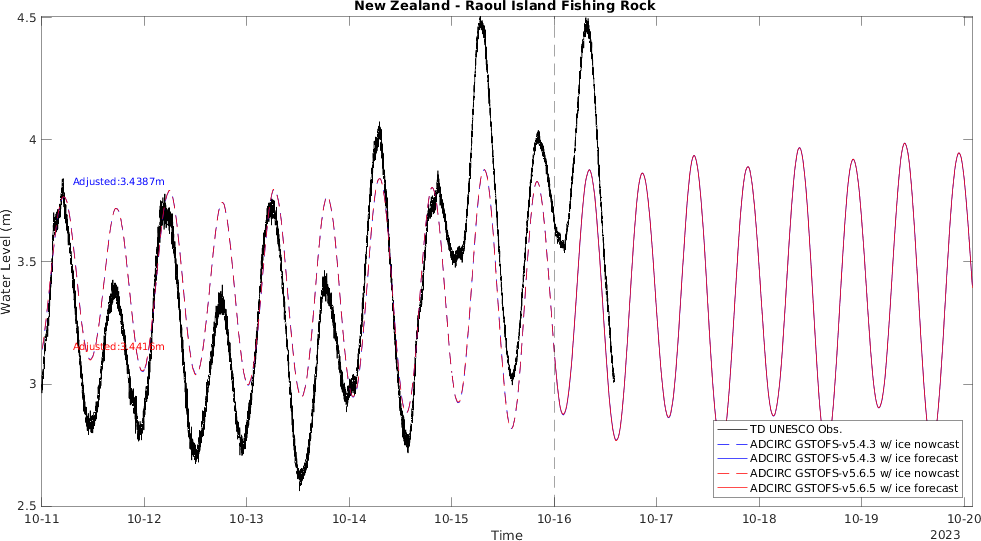 New Zealand - Raoul Island Fishing Rock
4.5
4
3.5
3
2.5
Water Level (m)
Adjusted:3.4387m
Adjusted:3.4416m
TD UNESCO Obs.
ADCIRC GSTOFS-v5.4.3 w/ ice nowcast
ADCIRC GSTOFS-v5.4.3 w/ ice forecast
ADCIRC GSTOFS-v5.6.5 w/ ice nowcast
ADCIRC GSTOFS-v5.6.5 w/ ice forecast
10-11 10-12 10-13 10-14 10-15 10-16 10-17 10-18 10-19 10-20
Time
2023